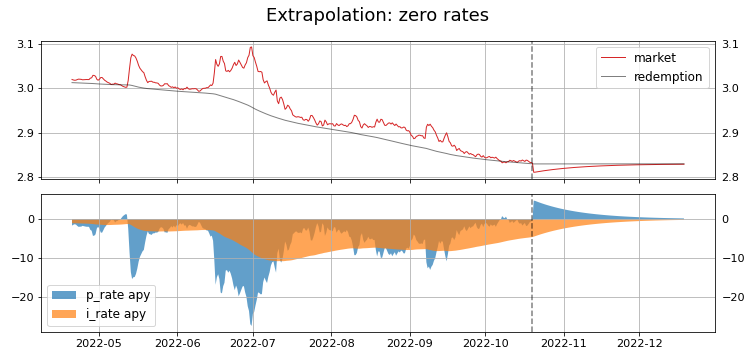 Extrapolation: zero rates
3.1
3.0
2.9
2.8
3.1
3.0
2.9
2.8
market
redemption
0
−10
−20
0
−10
−20
p_rate apy
i_rate apy
2022-05 2022-06 2022-07 2022-08 2022-09 2022-10 2022-11 2022-12